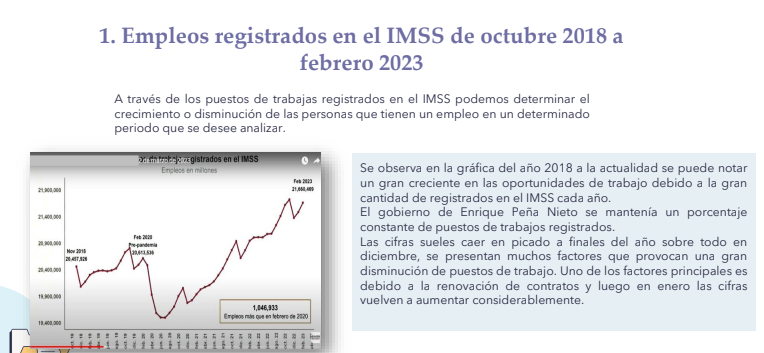 1. Empleos registrados en el IMSS de octubre 2018 a
febrero 2023
A través de los puestos de trabajas registrados en el IMSS podemos determinar el
crecimiento o disminución de las personas que tienen un empleo en un determinado
periodo que se desee analizar.
de trabajo registrados en el IMSS
Empleos en millones
Feb 2023
21,660,469
21,900,000
21,400,000
20,900,000
20,400,000
19,900,000
19,400,000
Nov 2018
20,457,926
Feb 2020
Pre-pandemia
20,613,536
1,046,933
Empleos más que en febrero de 2020
Se observa en la gráfica del año 2018 a la actualidad se puede notar
un gran creciente en las oportunidades de trabajo debido a la gran
cantidad de registrados en el IMSS cada año.
El gobierno de Enrique Peña Nieto se mantenía un porcentaje
constante de puestos de trabajos registrados.
Las cifras sueles caer en picado a finales del año sobre todo en
diciembre, se presentan muchos factores que provocan una gran
disminución de puestos de trabajo. Uno de los factores principales es
debido a la renovación de contratos y luego en enero las cifras
vuelven a aumentar considerablemente.